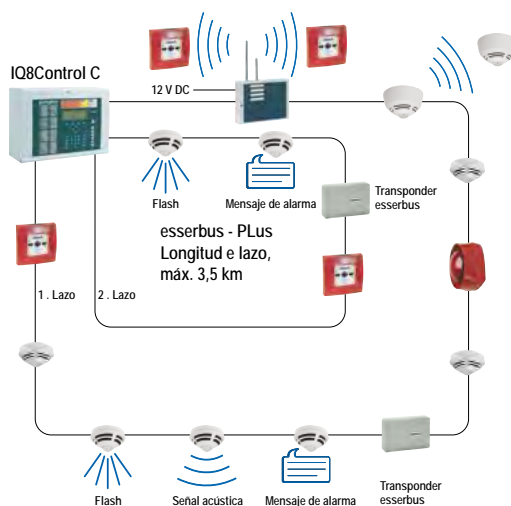 IQ8Control C
12 V DC
Flash
Mensaje de alarma
Transponder
esserbus
esserbus - PLus
Longitud e lazo,
máx. 3,5 km
1 . Lazo
2 . Lazo
Flash
Señal acústica
Mensaje de alarma
Transponder
esserbus